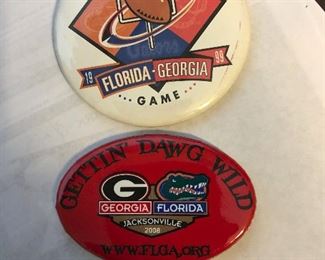 19 99
FLORIDA - GEORGIA
GAME
GETTIN' DAWG WILD
G
GEORGIA FLORIDA
JACKSONVILLE
2008
WWW.FLGA.ORG